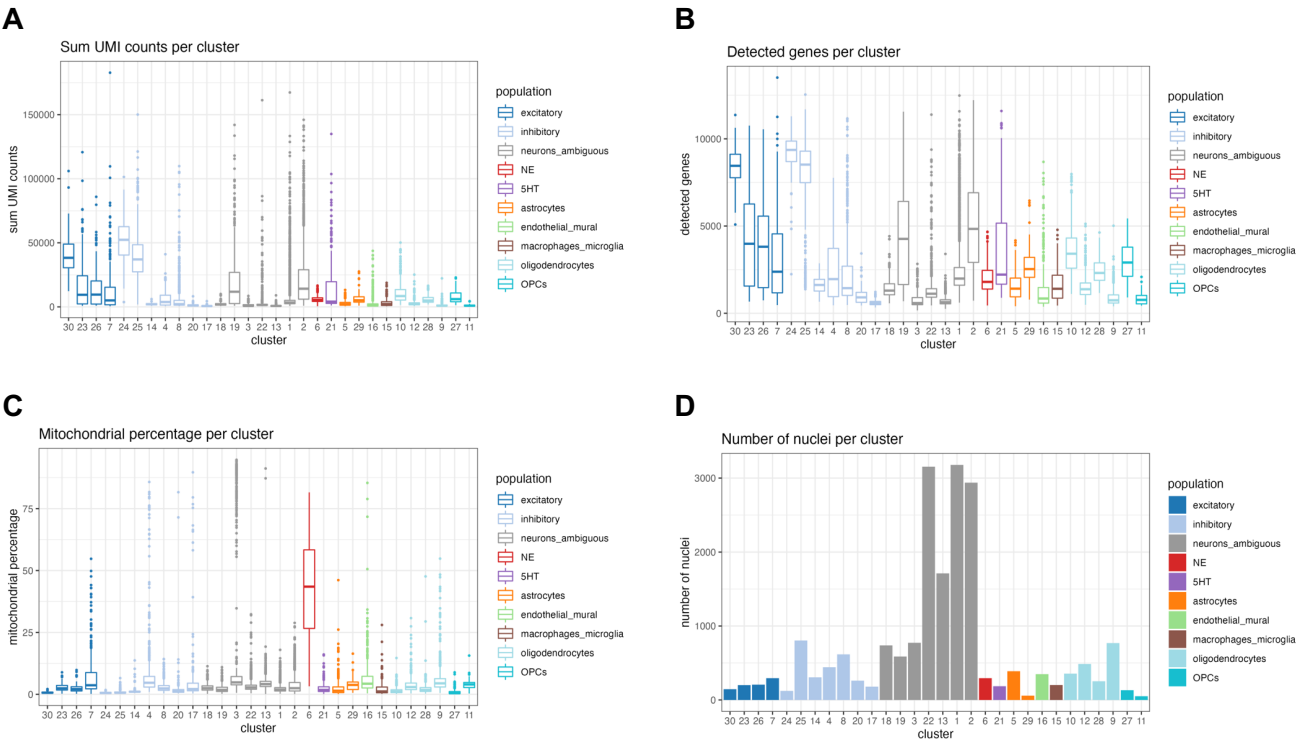 A
Sum UMI counts per cluster
sum UMI counts
150000
100000
50000
0
30 23 26 7 24 25 14 4 8 20 17 18 19 3 22 13 1 2 6 21 5 29 16 15 10 12 28 9 27 11
cluster
population
excitatory
inhibitory
neurons_ambiguous
NE
5HT
astrocytes
endothelial_mural
macrophages_microglia
oligodendrocytes
OPCs
B
Detected genes per cluster
detected genes
10000
5000
0
30 23 26 7 24 25 14 4 8 20 17 18 19 3 22 13 1 2 6 21 5 29 16 15 10 12 28 9 27 11
cluster
population
excitatory
inhibitory
neurons_ambiguous
NE
5HT
astrocytes
endothelial_mural
macrophages_microglia
oligodendrocytes
OPCs
C
Mitochondrial percentage per cluster
mitochondrial percentage
75
50
25
0
30 23 26 7 24 25 14 4 8 20 17 18 19 3 22 13 1 2 6 21 5 29 16 15 10 12 28 9 27 11
cluster
population
excitatory
inhibitory
neurons_ambiguous
NE
5HT
astrocytes
endothelial_mural
macrophages_microglia
oligodendrocytes
OPCs
D
Number of nuclei per cluster
number of nuclei
3000
2000
1000
0
30 23 26 7 24 25 14 4 8 20 17 18 19 3 22 13 1 2 6 21 5 29 16 15 10 12 28 9 27 11
cluster
population
excitatory
inhibitory
neurons_ambiguous
NE
5HT
astrocytes
endothelial_mural
macrophages_microglia
oligodendrocytes
OPCs